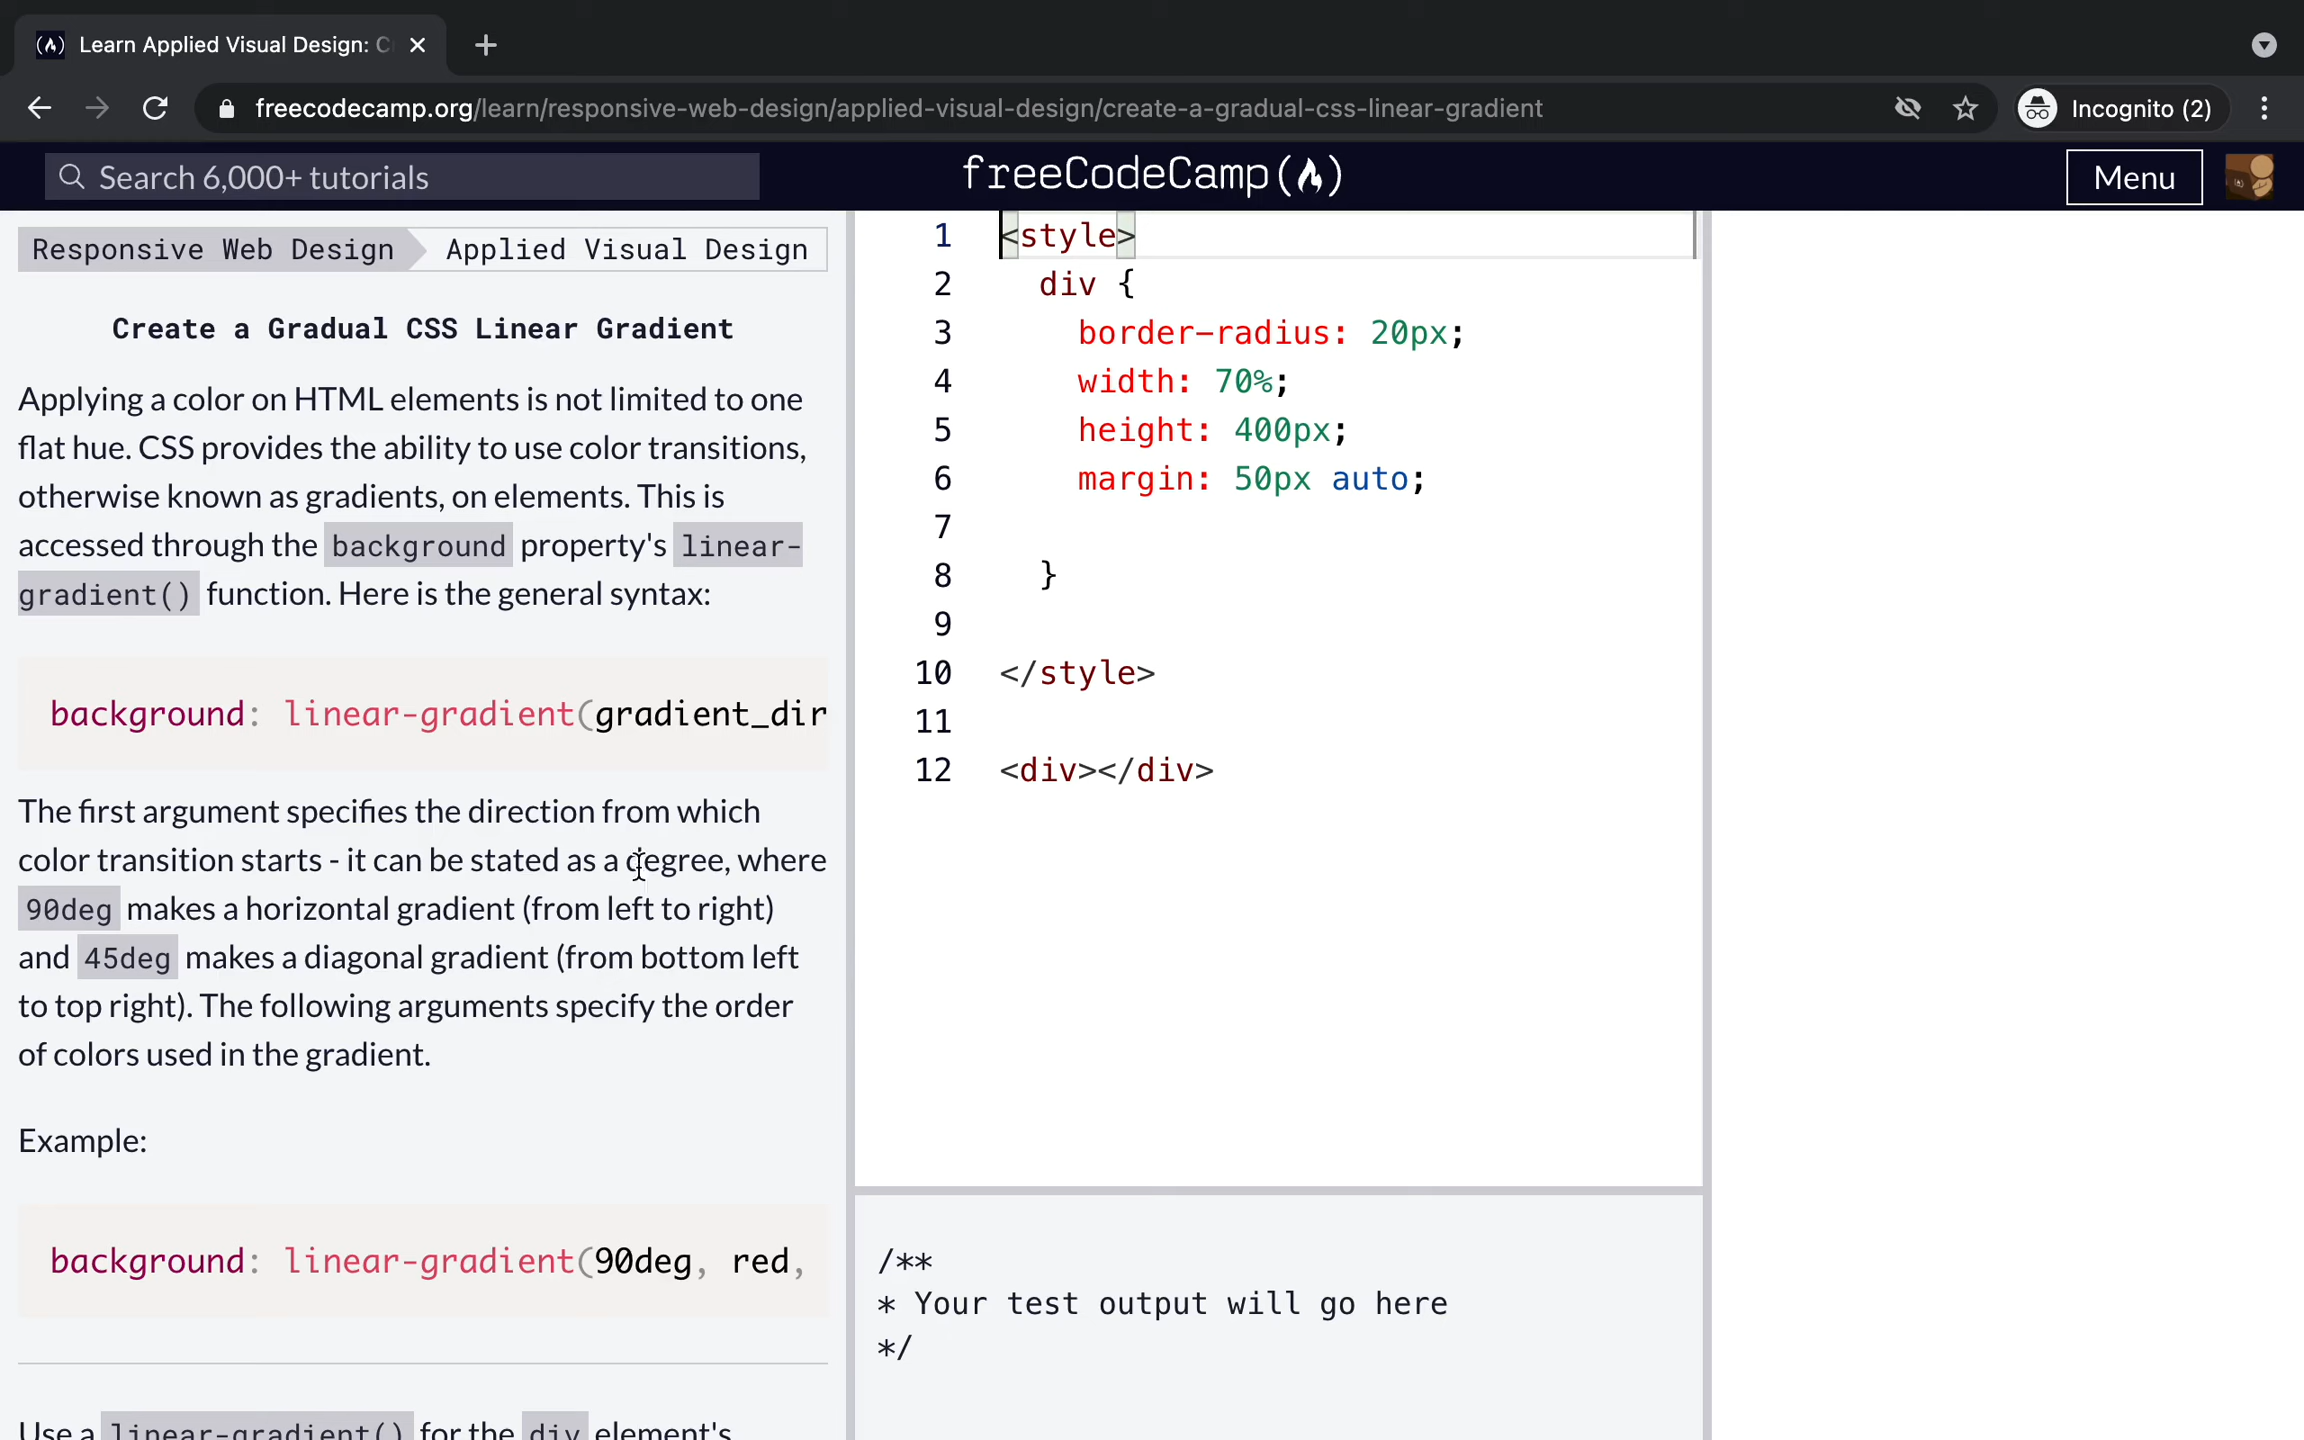 Learn Applied Visual Design: C
freecodecamp.org/learn/responsive-web-design/applied-visual-design/create-a-gradual-css-linear-gradient
Incognito (2)
Search 6,000+ tutorials
freeCodeCamp
Menu
Responsive Web Design
Applied Visual Design
Create a Gradual CSS Linear Gradient
Applying a color on HTML elements is not limited to one
flat hue. CSS provides the ability to use color transitions,
otherwise known as gradients, on elements. This is
accessed through the background property's linear-
gradient() function. Here is the general syntax:
background: linear-gradient(gradient_dir
The first argument specifies the direction from which
color transition starts - it can be stated as a degree, where
90deg makes a horizontal gradient (from left to right)
and 45deg makes a diagonal gradient (from bottom left
to top right). The following arguments specify the order
of colors used in the gradient.
Example:
background: linear-gradient(90deg, red,
Use a linear-gradient() for the div element's
1 <style>
2 div {
3 border-radius: 20px;
4 width: 70%;
5 height: 400px;
6 margin: 50px auto;
7
8 }
9
10 </style>
11
12 <div></div>
/**
* Your test output will go here
*/